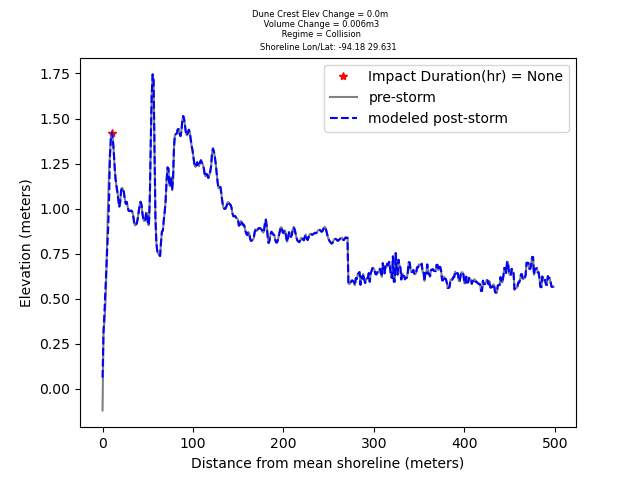 Dune Crest Elev Change = 0.0m
Volume Change = 0.006m3
Regime = Collision
Shoreline Lon/Lat: -94.18 29.631
Impact Duration(hr) = None
pre-storm
modeled post-storm
Elevation (meters)
1.75
1.50
1.25
1.00
0.75
0.50
0.25
0.00
0 100 200 300 400 500
Distance from mean shoreline (meters)